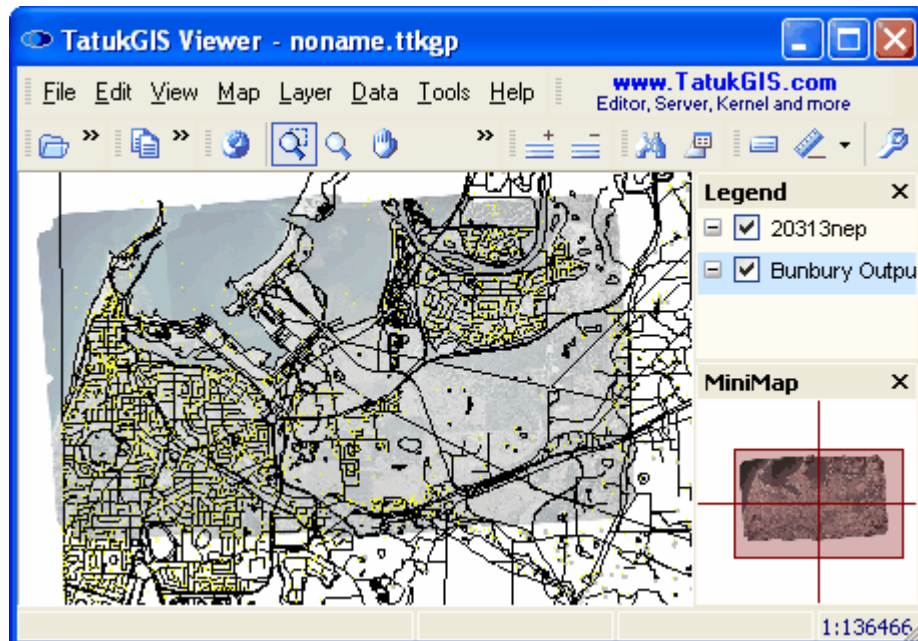 TatukGIS Viewer - noname.ttkgp
File Edit View Map Layer Data Tools Help
www.TatukGIS.com
Editor, Server, Kernel and more
Legend
20313nep
Bunbury Outpu
MiniMap
1:136466